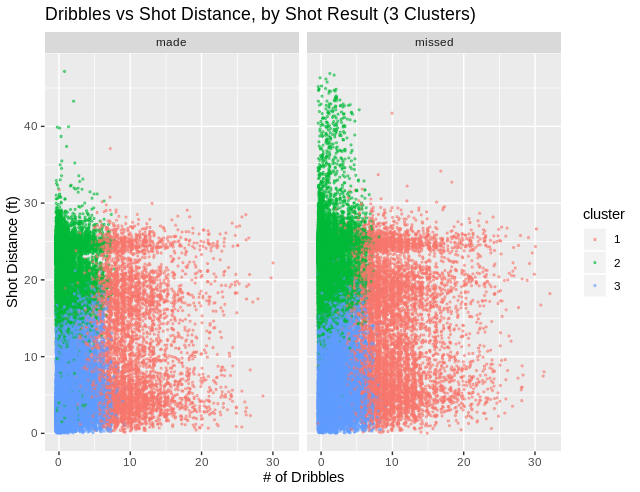 Dribbles vs Shot Distance, by Shot Result (3 Clusters)
made
missed
Shot Distance (ft)
40
30
20
10
0
0
10
20
30
0
10
20
30
# of Dribbles
cluster
1
2
3